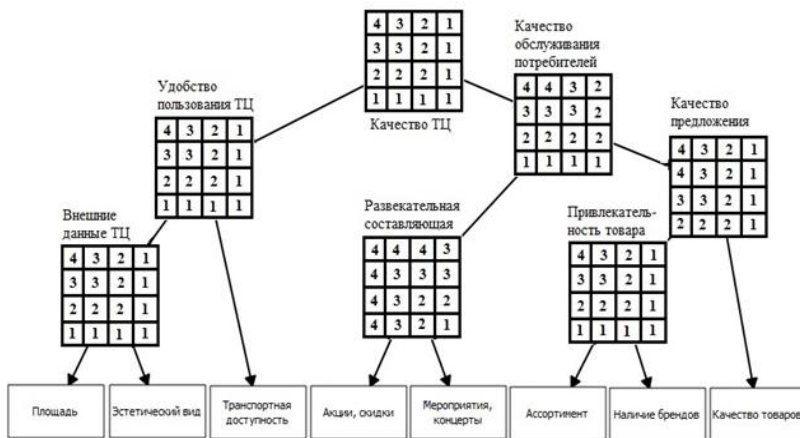 4 3 2 1
3 3 2 1
2 2 2 1
1 1 1 1
Качество ТЦ
Качество
обслуживания
потребителей
4 4 3 2
3 3 3 2
2 2 2 2
1 1 1 1
Удобство
пользования ТЦ
4 3 2 1
3 3 2 1
2 2 2 1
1 1 1 1
Качество
предложения
4 3 2 1
4 3 2 1
3 3 2 1
2 2 2 1
Внешние
данные ТЦ
4 3 2 1
3 3 2 1
2 2 2 1
1 1 1 1
Развекательная
составляющая
4 4 4 3
4 3 3 3
4 3 2 2
4 3 2 1
Привлекатель-
ность товара
4 3 2 1
3 3 2 1
2 2 2 1
1 1 1 1
Площадь
Эстетический вид
Транспортная
доступность
Акции, скидки
Мероприятия,
концерты
Ассортимент
Наличие брендов
Качество товаров